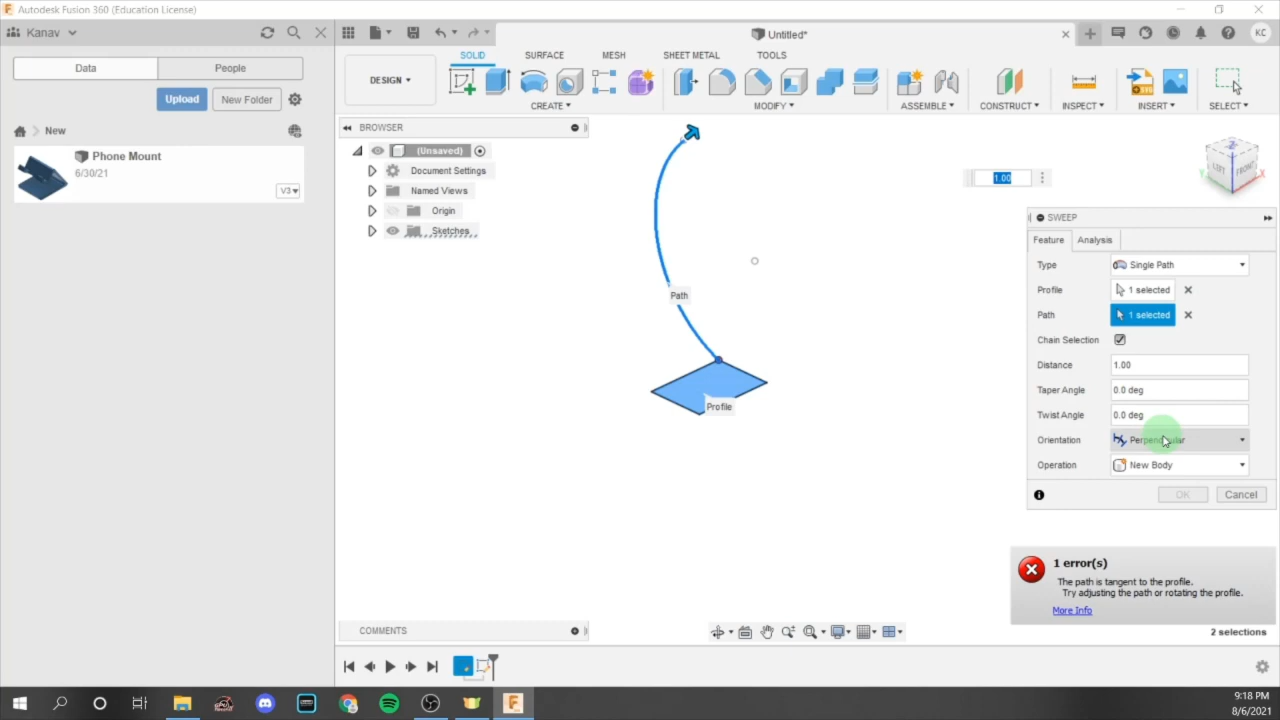 Autodesk Fusion 360 (Education License)
Kanav
Untitled*
KC
Data
People
Upload
New Folder
New
Phone Mount
6/30/21
V3
DESIGN
SOLID
SURFACE
MESH
SHEET METAL
TOOLS
CREATE
MODIFY
ASSEMBLE
CONSTRUCT
INSPECT
INSERT
SELECT
BROWSER
(Unsaved)
Document Settings
Named Views
Origin
Sketches
Path
Profile
1.00
LEFT
FRONT
Z
Y
X
SWEEP
Feature
Analysis
Type
Single Path
Profile
1 selected
Path
1 selected
Chain Selection
Distance
1.00
Taper Angle
0.0 deg
Twist Angle
0.0 deg
Orientation
Perpendicular
Operation
New Body
OK
Cancel
1 error(s)
The path is tangent to the profile.
Try adjusting the path or rotating the profile.
More Info
COMMENTS
2 selections
9:18 PM
8/6/2021